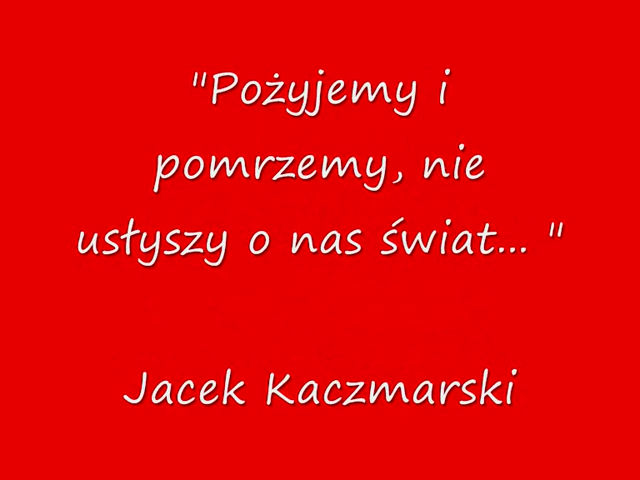 "Pożyjemy i
pomrzemy, nie
usłyszy o nas świat... "
Jacek Kaczmarski